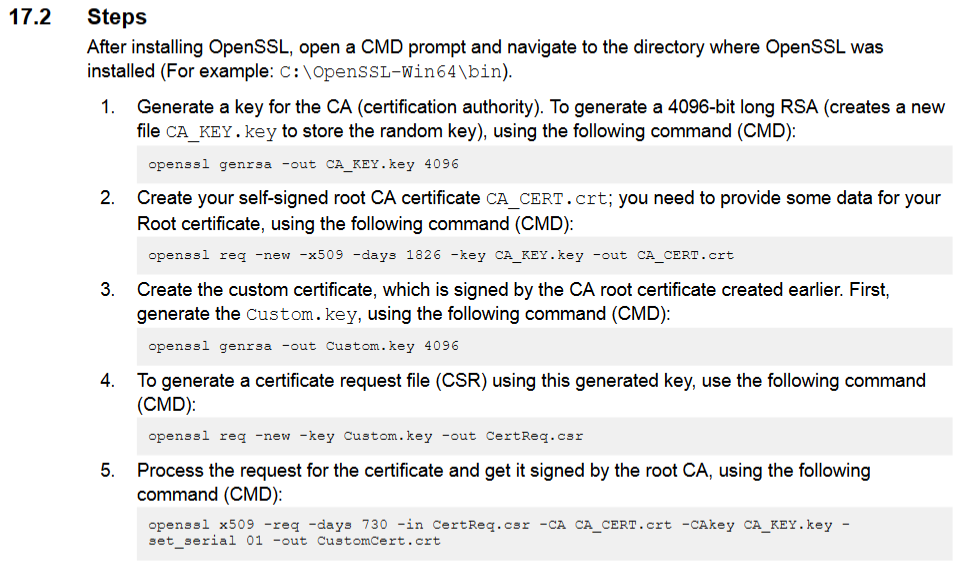 17.2 Steps
After installing OpenSSL, open a CMD prompt and navigate to the directory where OpenSSL was
installed (For example: C:\OpenSSL-Win64\bin).
1. Generate a key for the CA (certification authority). To generate a 4096-bit long RSA (creates a new
file CA_KEY.key to store the random key), using the following command (CMD):
openssl genrsa -out CA_KEY.key 4096
2. Create your self-signed root CA certificate CA_CERT.crt; you need to provide some data for your
Root certificate, using the following command (CMD):
openssl req -new -x509 -days 1826 -key CA_KEY.key -out CA_CERT.crt
3. Create the custom certificate, which is signed by the CA root certificate created earlier. First,
generate the Custom.key, using the following command (CMD):
openssl genrsa -out Custom.key 4096
4. To generate a certificate request file (CSR) using this generated key, use the following command
(CMD):
openssl req -new -key Custom.key -out CertReq.csr
5. Process the request for the certificate and get it signed by the root CA, using the following
command (CMD):
openssl x509 -req -days 730 -in CertReq.csr -CA CA_CERT.crt -CAkey CA_KEY.key -
set_serial 01 -out CustomCert.crt